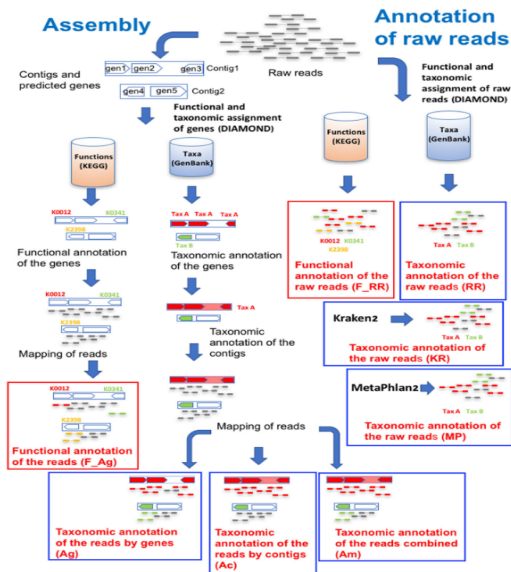 Assembly
Annotation
of raw reads
gen1
gen2
gen3
Contig1
Raw reads
Contigs and
predicted genes
gen4
gen5
Contig2
Functional and
taxonomic assignment
of genes (DIAMOND)
Functional and
taxonomic
assignment of raw
reads (DIAMOND)
Functions
(KEGG)
Taxa
(GenBank)
Functions
(KEGG)
Taxa
(GenBank)
K0012
K0341
K2398
Functional annotation
of the genes
Tax A
Tax A
Tax A
Tax B
Taxonomic
annotation of
the genes
K0012 K0341
K2398
Functional
annotation of the
raw reads (F_RR)
Tax A
Tax B
Taxonomic
annotation of
the reads (RR)
K0012
K0341
K2398
Mapping of reads
Tax A
Taxonomic
annotation of the
contigs
Kraken2
Tax A
Tax B
Taxonomic annotation of
the raw reads (KR)
MetaPhlan2
Tax A
Tax B
Taxonomic annotation of
the raw reads (MP)
K0012
K0341
K2398
Functional annotation
of the reads (F_Ag)
Mapping of reads
Taxonomic annotation
of the reads by genes
(Ag)
Taxonomic
annotation of the
reads by contigs
(Ac)
Taxonomic annotation of
the reads combined
(Am)